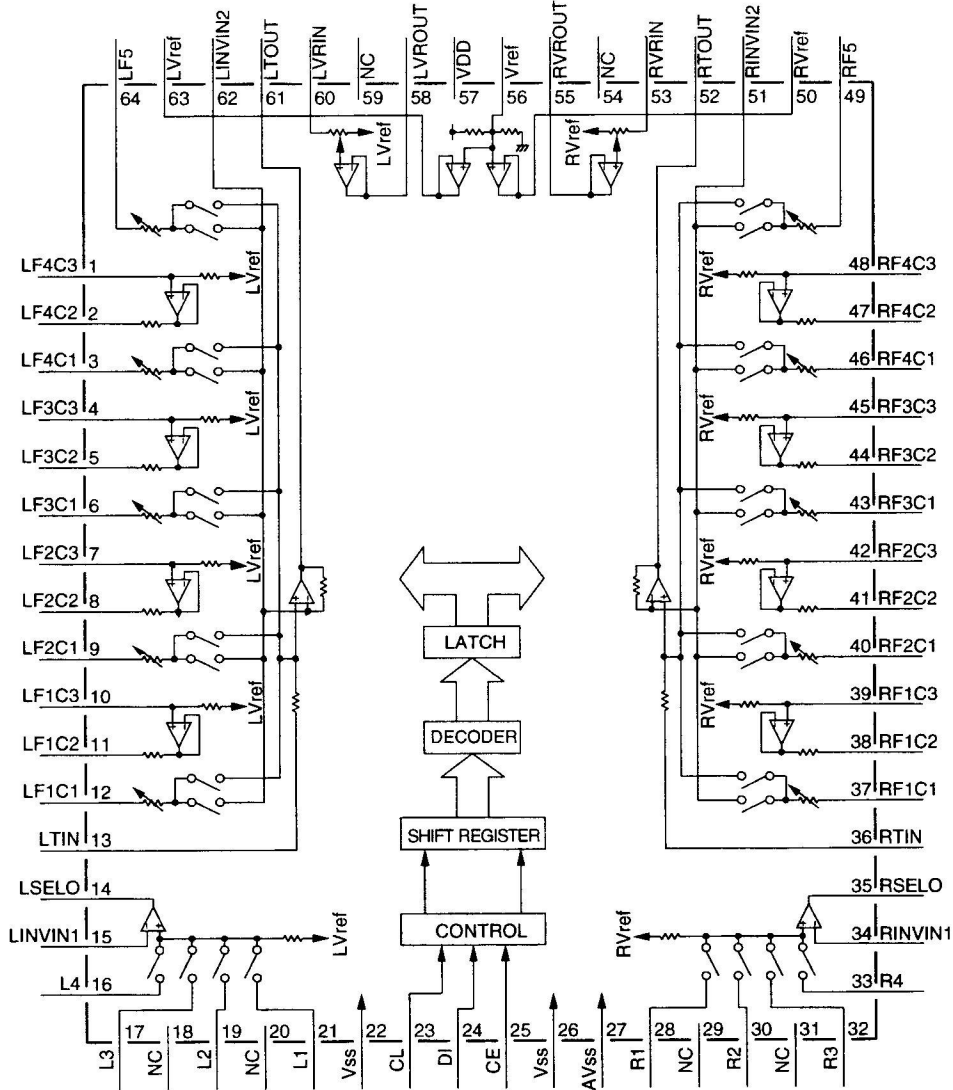 LF5 LVref LINVIN2 LTOUT LVRIN NC LVROUT VDD Vref RVROUT NC RVRIN RTOUT RINVIN2 RVref RF5
64 63 62 61 60 59 58 57 56 55 54 53 52 51 50 49
LVref RVref
LF4C3 1 LVref RVref 48 RF4C3
LF4C2 2 47 RF4C2
LF4C1 3 46 RF4C1
LF3C3 4 LVref RVref 45 RF3C3
LF3C2 5 44 RF3C2
LF3C1 6 43 RF3C1
LF2C3 7 LVref RVref 42 RF2C3
LF2C2 8 41 RF2C2
LATCH
LF2C1 9 40 RF2C1
LF1C3 10 LVref RVref 39 RF1C3
DECODER
LF1C2 11 38 RF1C2
LF1C1 12 37 RF1C1
SHIFT REGISTER
LTIN 13 36 RTIN
LSELO 14 35 RSELO
CONTROL
LINVIN1 15 LVref RVref 34 RINVIN1
L4 16 33 R4
17 18 19 20 21 22 23 24 25 26 27 28 29 30 31 32
L3 NC L2 NC L1 Vss CL DI CE Vss AVss R1 NC R2 NC R3